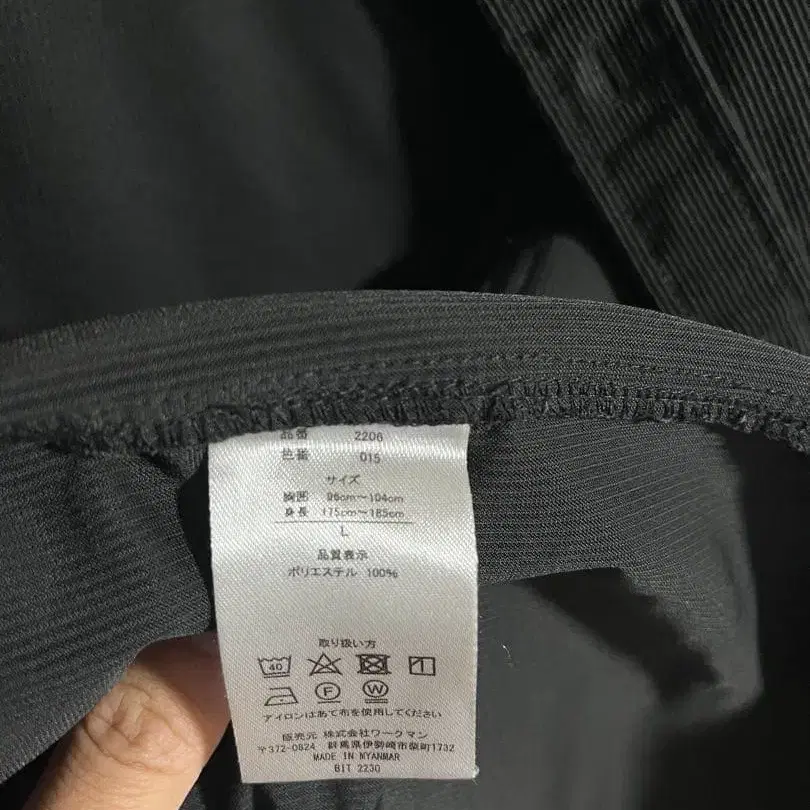 品番 2206
色番 015
サイズ
胸囲 96cm～104cm
身長 175cm～185cm
L
品質表示
ポリエステル 100%
取り扱い方
40
F W
アイロンはあて布を使用してください
販売元 株式会社ワークマン
〒372-0824 群馬県伊勢崎市柴町1732
MADE IN MYANMAR
BIT 2230